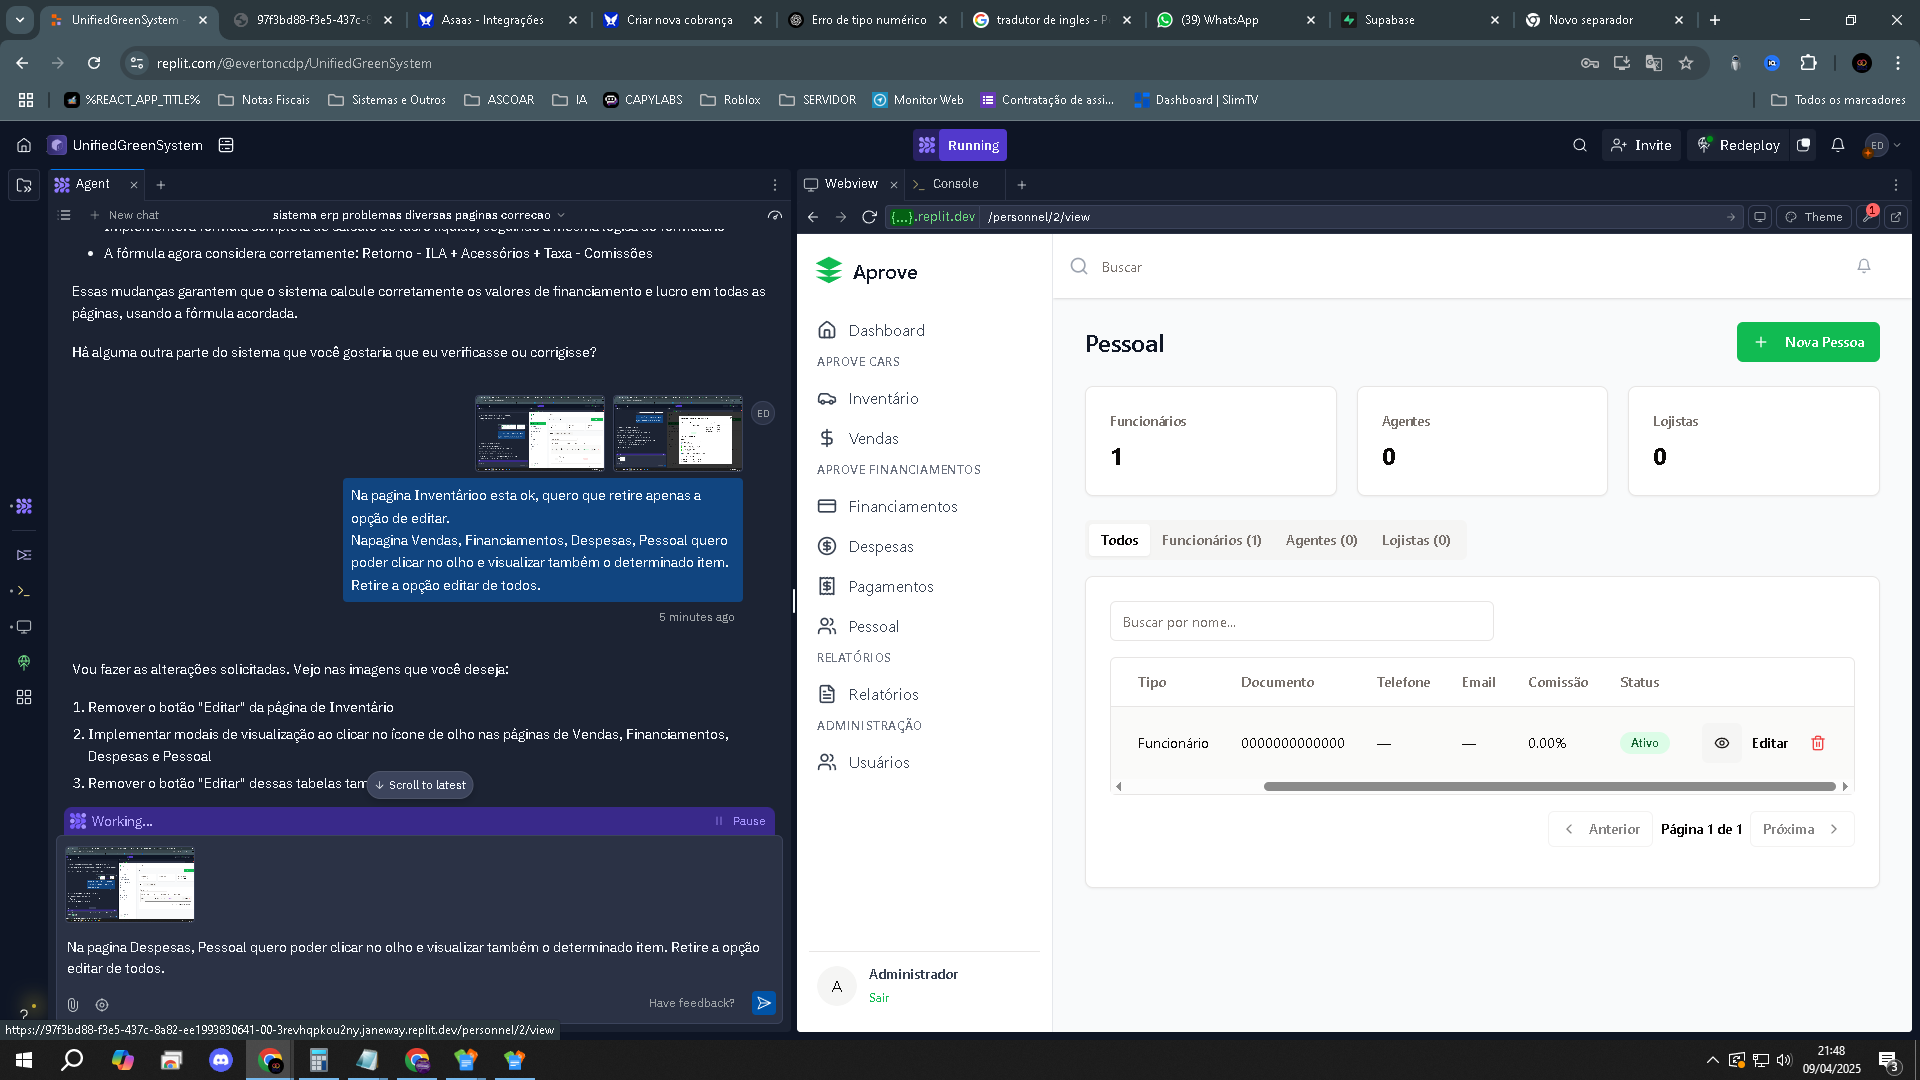 UnifiedGreenSystem -
97f3bd88-f3e5-437c-8
Asaas - Integrações
Criar nova cobrança
Erro de tipo numérico
tradutor de ingles - Pe
(39) WhatsApp
Supabase
Novo separador
replit.com/@evertoncdp/UnifiedGreenSystem
%REACT_APP_TITLE%
Notas Fiscais
Sistemas e Outros
ASCOAR
IA
CAPYLABS
Roblox
SERVIDOR
Monitor Web
Contratação de assi...
Dashboard | SlimTV
Todos os marcadores
UnifiedGreenSystem
Running
Invite
Redeploy
ED
Agent
New chat
sistema erp problemas diversas paginas correcao
A fórmula agora considera corretamente: Retorno - ILA + Acessórios + Taxa - Comissões
Essas mudanças garantem que o sistema calcule corretamente os valores de financiamento e lucro em todas as
páginas, usando a fórmula acordada.
Há alguma outra parte do sistema que você gostaria que eu verificasse ou corrigisse?
ED
Na pagina Inventárioo esta ok, quero que retire apenas a
opção de editar.
Napagina Vendas, Financiamentos, Despesas, Pessoal quero
poder clicar no olho e visualizar também o determinado item.
Retire a opção editar de todos.
5 minutes ago
Vou fazer as alterações solicitadas. Vejo nas imagens que você deseja:
1. Remover o botão "Editar" da página de Inventário
2. Implementar modais de visualização ao clicar no ícone de olho nas páginas de Vendas, Financiamentos,
Despesas e Pessoal
3. Remover o botão "Editar" dessas tabelas tam
Scroll to latest
Working...
Pause
Na pagina Despesas, Pessoal quero poder clicar no olho e visualizar também o determinado item. Retire a opção
editar de todos.
Have feedback?
https://97f3bd88-f3e5-437c-8a82-ee1993830641-00-3revhqpkou2ny.janeway.replit.dev/personnel/2/view
Webview
Console
{...}.replit.dev
/personnel/2/view
Theme
1
Aprove
Dashboard
APROVE CARS
Inventário
Vendas
APROVE FINANCIAMENTOS
Financiamentos
Despesas
Pagamentos
Pessoal
RELATÓRIOS
Relatórios
ADMINISTRAÇÃO
Usuários
A
Administrador
Sair
Buscar
Pessoal
Nova Pessoa
Funcionários
1
Agentes
0
Lojistas
0
Todos
Funcionários (1)
Agentes (0)
Lojistas (0)
Buscar por nome...
Tipo
Documento
Telefone
Email
Comissão
Status
Funcionário
0000000000000
—
—
0.00%
Ativo
Editar
Anterior
Página 1 de 1
Próxima
21:48
09/04/2025
3